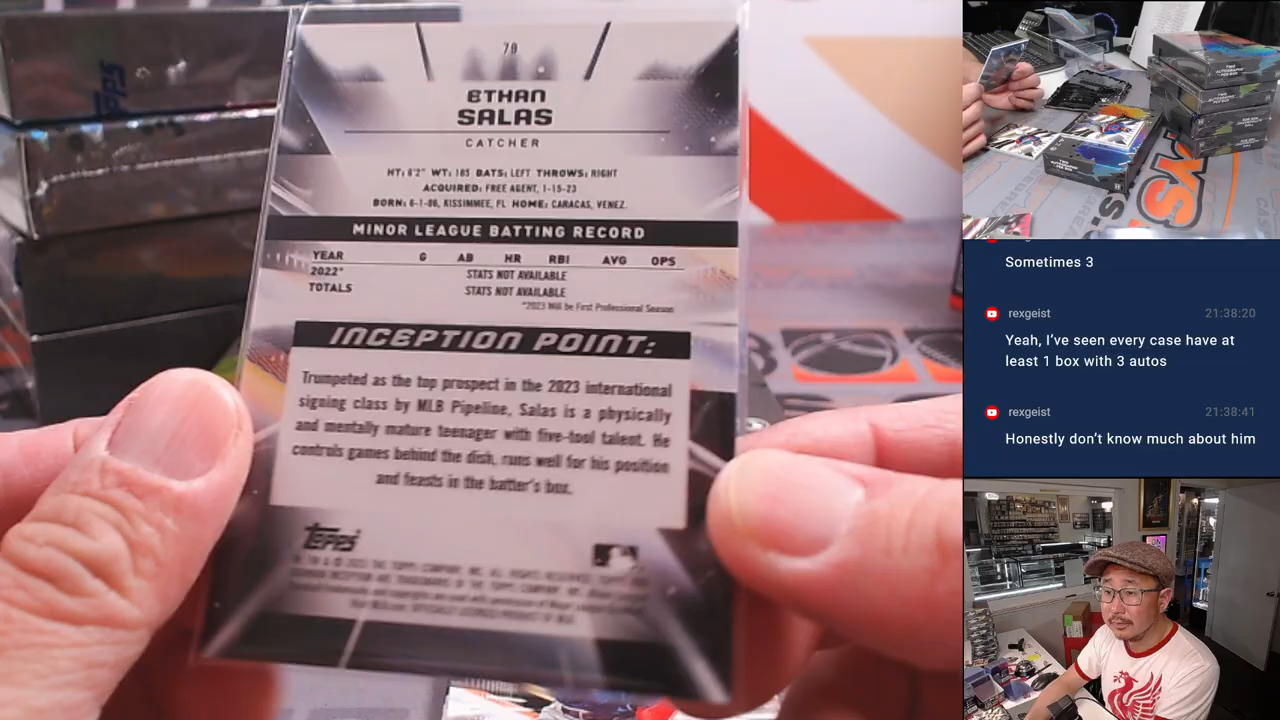 79
ETHAN
SALAS
CATCHER
HT: 6'2" WT: 185 BATS: LEFT THROWS: RIGHT
ACQUIRED: FREE AGENT, 1-15-23
BORN: 6-1-06, KISSIMMEE, FL HOME: CARACAS, VENEZ.
MINOR LEAGUE BATTING RECORD
YEAR G AB HR RBI AVG OPS
2022* STATS NOT AVAILABLE
TOTALS STATS NOT AVAILABLE
*2023 Will be First Professional Season
INCEPTION POINT:
Trumpeted as the top prospect in the 2023 international
signing class by MLB Pipeline, Salas is a physically
and mentally mature teenager with five-tool talent. He
controls games behind the dish, runs well for his position
and feasts in the batter's box.
Topps
Sometimes 3
rexgeist 21:38:20
Yeah, I've seen every case have at
least 1 box with 3 autos
rexgeist 21:38:41
Honestly don't know much about him